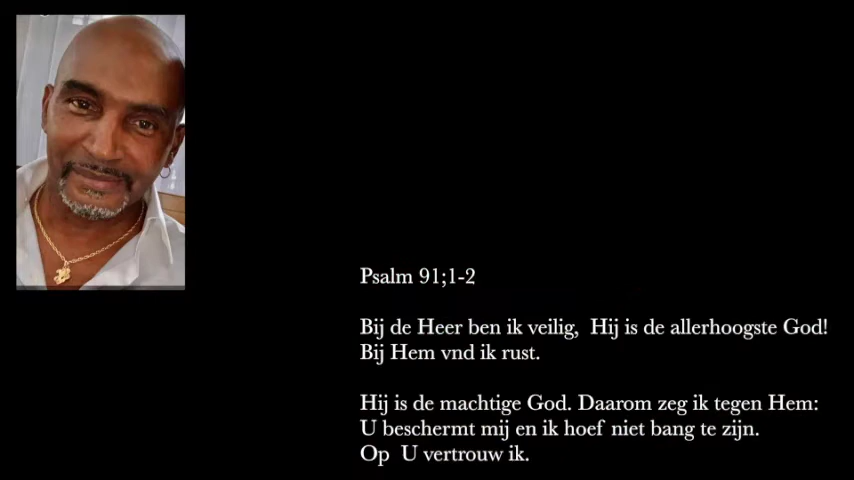 Psalm 91;1-2
Bij de Heer ben ik veilig, Hij is de allerhoogste God!
Bij Hem vnd ik rust.
Hij is de machtige God. Daarom zeg ik tegen Hem:
U beschermt mij en ik hoef niet bang te zijn.
Op U vertrouw ik.